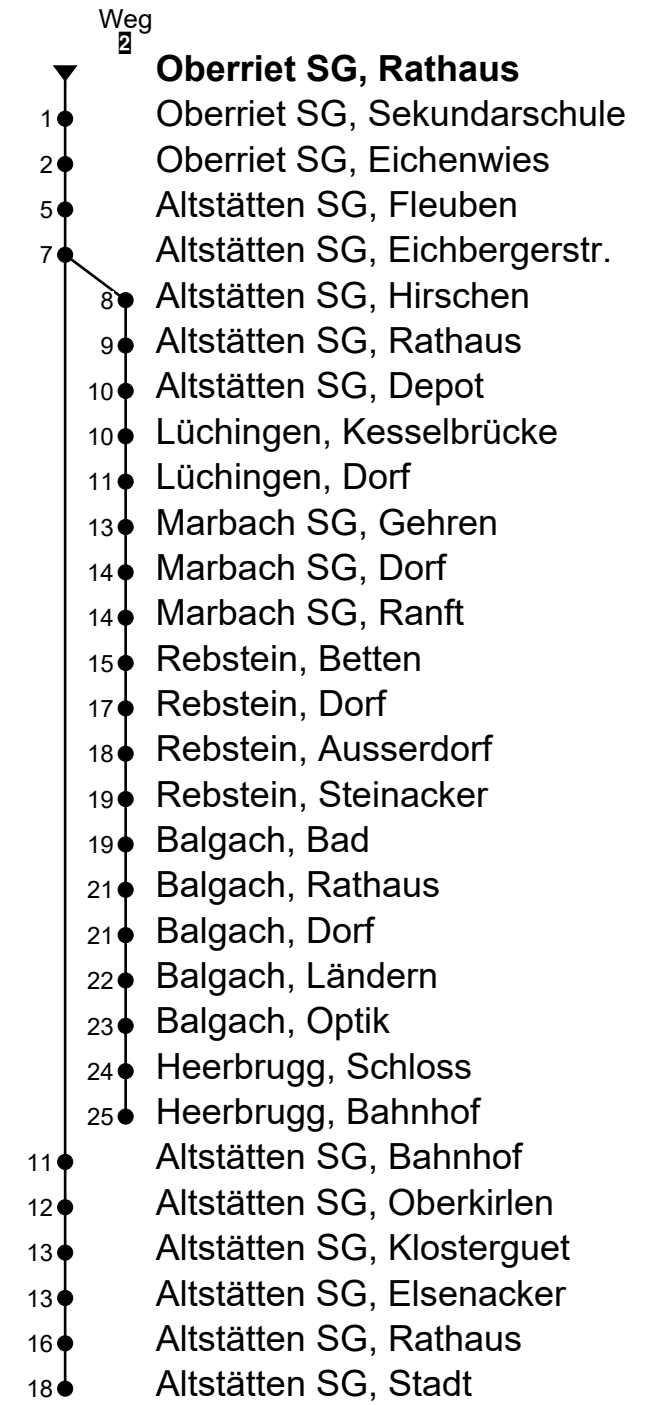 Weg
2
Oberriet SG, Rathaus
1 Oberriet SG, Sekundarschule
2 Oberriet SG, Eichenwies
5 Altstätten SG, Fleuben
7 Altstätten SG, Eichbergerstr.
8 Altstätten SG, Hirschen
9 Altstätten SG, Rathaus
10 Altstätten SG, Depot
10 Lüchingen, Kesselbrücke
11 Lüchingen, Dorf
13 Marbach SG, Gehren
14 Marbach SG, Dorf
14 Marbach SG, Ranft
15 Rebstein, Betten
17 Rebstein, Dorf
18 Rebstein, Ausserdorf
19 Rebstein, Steinacker
19 Balgach, Bad
21 Balgach, Rathaus
21 Balgach, Dorf
22 Balgach, Ländern
23 Balgach, Optik
24 Heerbrugg, Schloss
25 Heerbrugg, Bahnhof
11 Altstätten SG, Bahnhof
12 Altstätten SG, Oberkirlen
13 Altstätten SG, Klosterguet
13 Altstätten SG, Elsenacker
16 Altstätten SG, Rathaus
18 Altstätten SG, Stadt